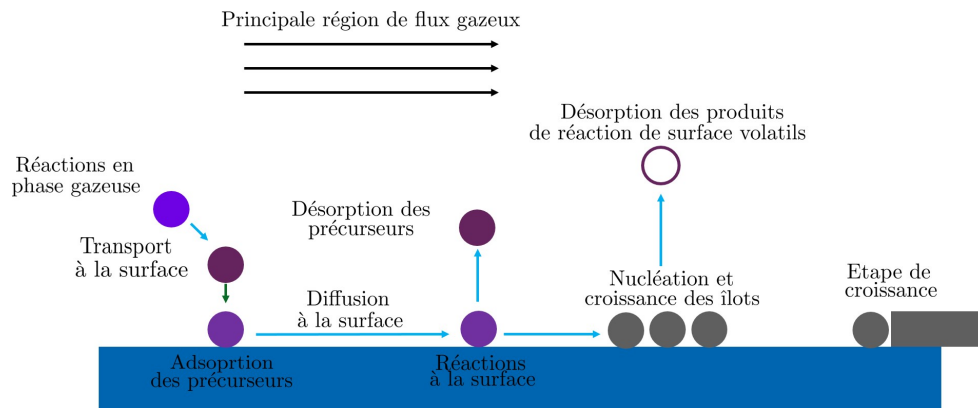 Principale région de flux gazeux
Désorption des produits
de réaction de surface volatils
Réactions en
phase gazeuse
Désorption des
précurseurs
Transport
à la surface
Nucléation et
croissance des îlots
Etape de
croissance
Diffusion
à la surface
Adsoprtion
des précurseurs
Réactions
à la surface